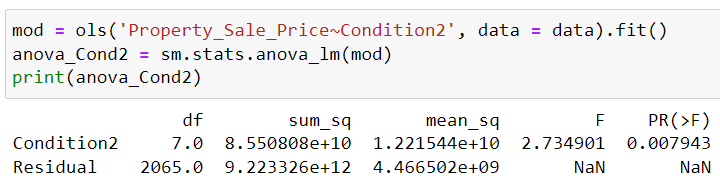 mod = ols('Property_Sale_Price~Condition2', data = data).fit()
anova_Cond2 = sm.stats.anova_lm(mod)
print(anova_Cond2)
df sum_sq mean_sq F PR(>F)
Condition2 7.0 8.550808e+10 1.221544e+10 2.734901 0.007943
Residual 2065.0 9.223326e+12 4.466502e+09 NaN NaN